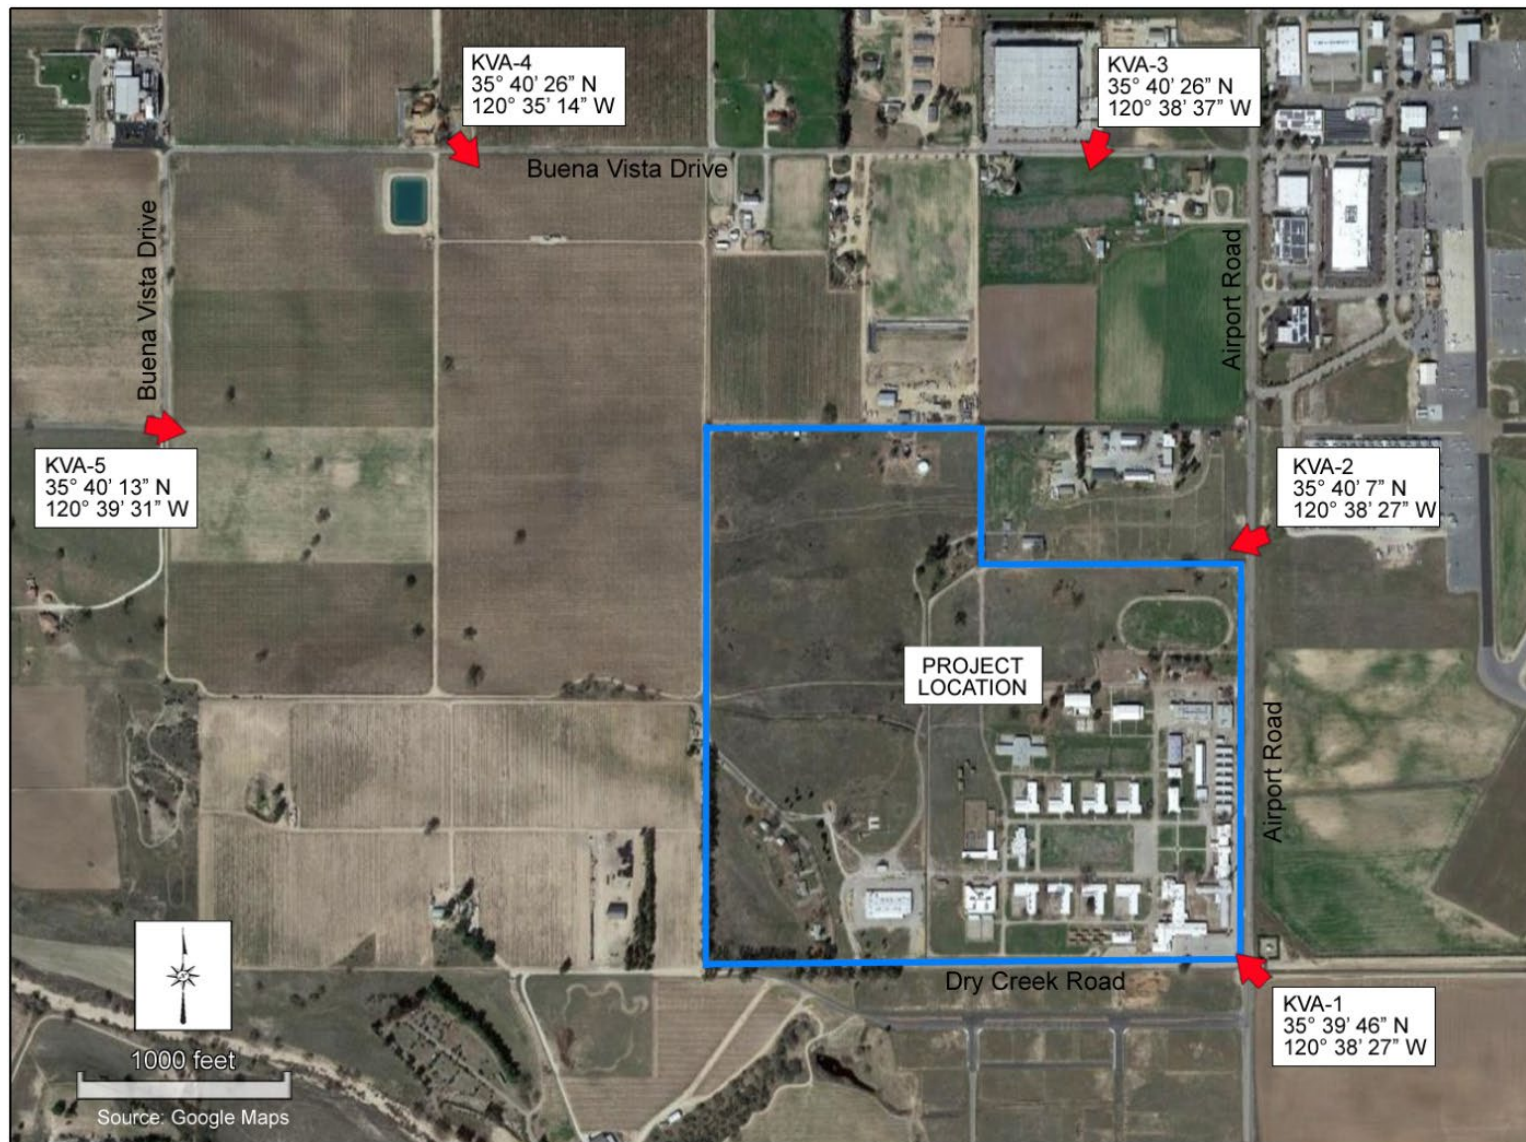 KVA-4
35° 40’ 26” N
120° 35’ 14” W
KVA-3
35° 40’ 26” N
120° 38’ 37” W
Buena Vista Drive
Buena Vista Drive
Airport Road
KVA-5
35° 40’ 13” N
120° 39’ 31” W
KVA-2
35° 40’ 7” N
120° 38’ 27” W
PROJECT
LOCATION
Airport Road
Dry Creek Road
KVA-1
35° 39’ 46” N
120° 38’ 27” W
1000 feet
Source: Google Maps